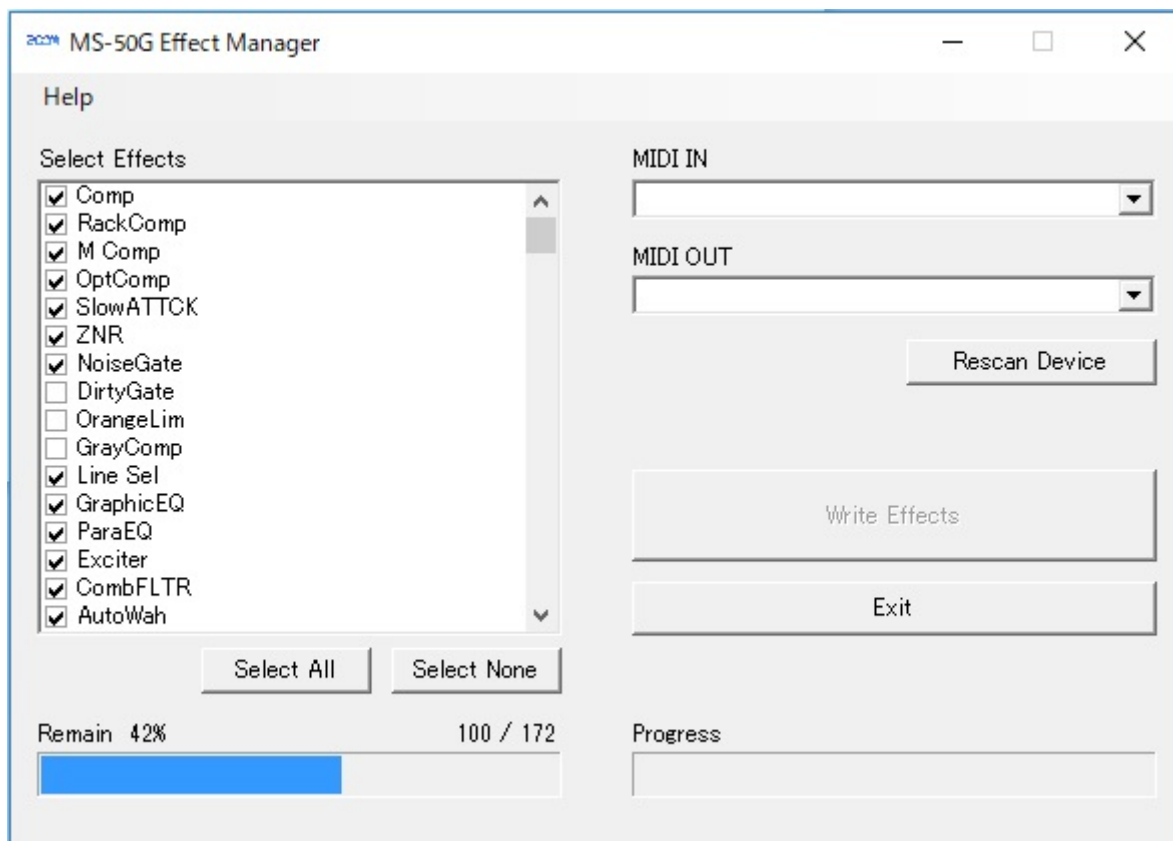 ZOOM MS-50G Effect Manager
Help
Select Effects
Comp
RackComp
M Comp
OptComp
SlowATTCK
ZNR
NoiseGate
DirtyGate
OrangeLim
GrayComp
Line Sel
GraphicEQ
ParaEQ
Exciter
CombFLTR
AutoWah
Select All
Select None
Remain 42%
100 / 172
MIDI IN
MIDI OUT
Rescan Device
Write Effects
Exit
Progress